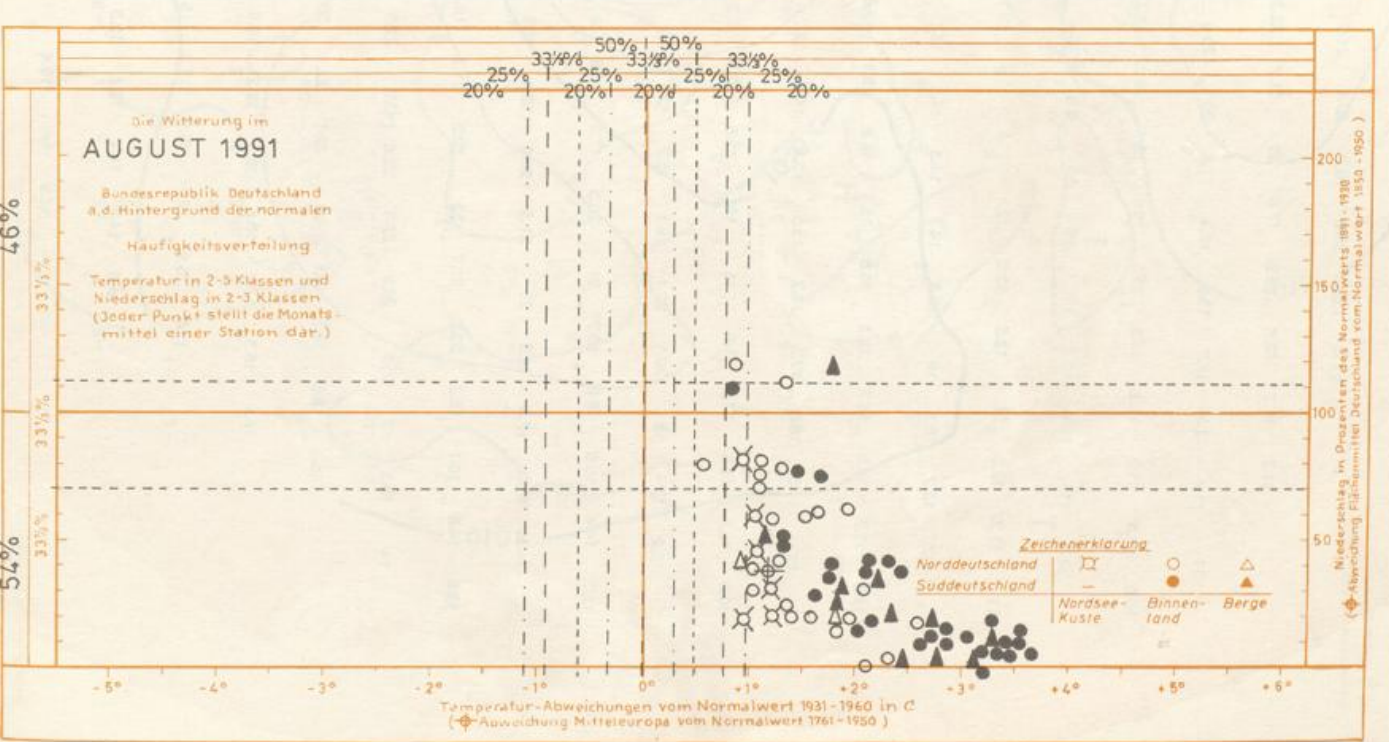 50% 50%
33⅓% 33⅓% 33⅓%
25% 25% 25% 25%
20% 20% 20% 20% 20%
Die Witterung im
AUGUST 1991
Bundesrepublik Deutschland
a.d. Hintergrund der normalen
Häufigkeitsverteilung
Temperatur in 2-5 Klassen und
Niederschlag in 2-3 Klassen
(Jeder Punkt stellt die Monats-
mittel einer Station dar.)
46%
54%
33⅓%
33⅓%
33⅓%
200
150
100
50
Niederschlag in Prozenten des Normalwerts 1891-1930
(Abweichung Flächenmittel Deutschland vom Normalwert 1850-1950)
Zeichenerklärung
Norddeutschland
Süddeutschland —
Nordsee- Binnen- Berge
Küste land
-5° -4° -3° -2° -1° 0° +1° +2° +3° +4° +5° +6°
Temperatur-Abweichungen vom Normalwert 1931-1960 in C
(Abweichung Mitteleuropa vom Normalwert 1761-1950)